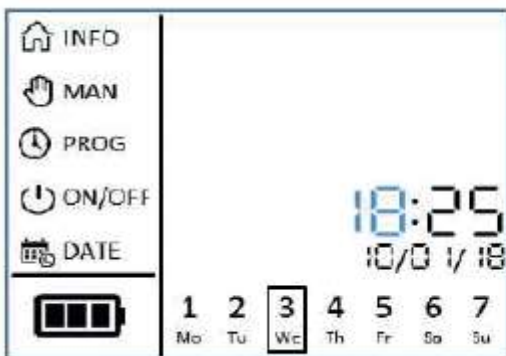 INFO
MAN
PROG
ON/OFF
DATE
18:25
10/01/18
1 2 3 4 5 6 7
Mo Tu We Th Fr Sa Su